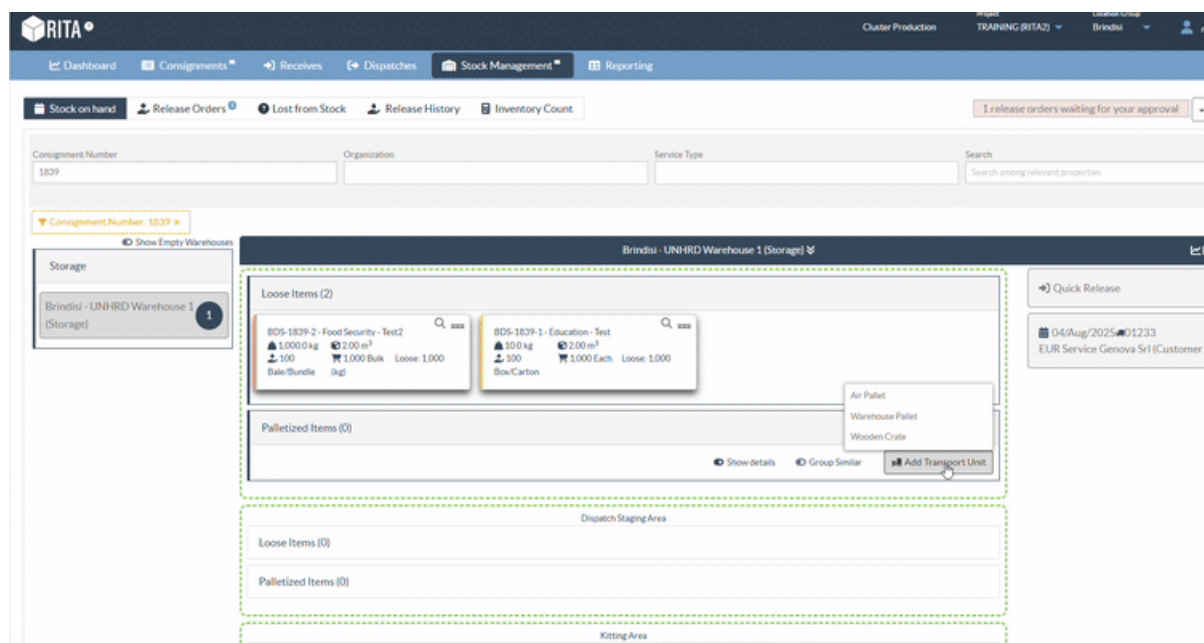 RITA
Cluster Production
Project
TRAINING (RITA2)
Location Group
Brindisi
Dashboard
Consignments
Receives
Dispatches
Stock Management
Reporting
Stock on hand
Release Orders
Lost from Stock
Release History
Inventory Count
1 release orders waiting for your approval
Consignment Number
Organization
Service Type
Search
1839
Search among relevant properties
Consignment Number: 1839 ×
Show Empty Warehouses
Storage
Brindisi - UNHRD Warehouse 1
(Storage)
1
Brindisi - UNHRD Warehouse 1 (Storage)
Loose Items (2)
BDS-1839-2 - Food Security - Test2
1,000.0 kg 2.00 m³
100 1,000 Bulk Loose: 1,000
Bale/Bundle (kg)
BDS-1839-1 - Education - Test
10.0 kg 2.00 m³
100 1,000 Each Loose: 1,000
Box/Carton
Air Pallet
Warehouse Pallet
Wooden Crate
Palletized Items (0)
Show details
Group Similar
Add Transport Unit
Quick Release
04/Aug/2025 01233
EUR Service Genova Srl (Customer
Dispatch Staging Area
Loose Items (0)
Palletized Items (0)
Kitting Area